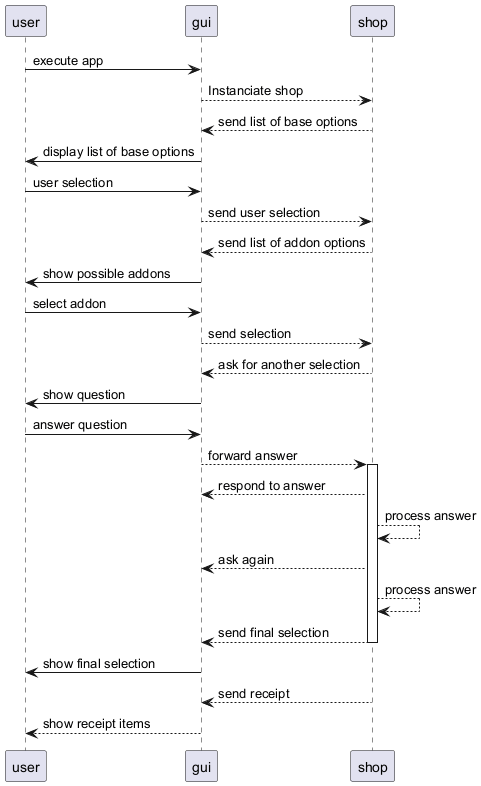 user gui shop
execute app
Instanciate shop
send list of base options
display list of base options
user selection
send user selection
send list of addon options
show possible addons
select addon
send selection
ask for another selection
show question
answer question
forward answer
respond to answer
process answer
ask again
process answer
send final selection
show final selection
send receipt
show receipt items
user gui shop